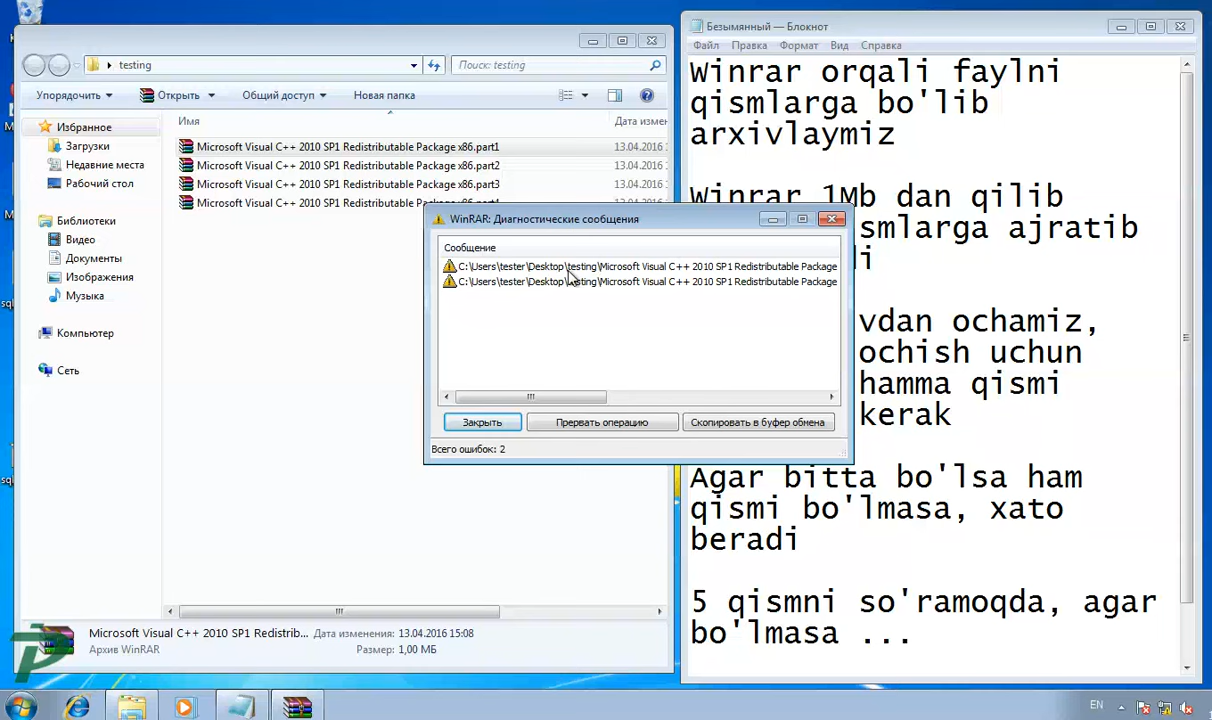 Безымянный — Блокнот
Файл Правка Формат Вид Справка
testing
Поиск: testing
Упорядочить
Открыть
Общий доступ
Новая папка
Избранное
Загрузки
Недавние места
Рабочий стол
Библиотеки
Видео
Документы
Изображения
Музыка
Компьютер
Сеть
Имя
Дата измен
Microsoft Visual C++ 2010 SP1 Redistributable Package x86.part1
13.04.2016
Microsoft Visual C++ 2010 SP1 Redistributable Package x86.part2
13.04.2016
Microsoft Visual C++ 2010 SP1 Redistributable Package x86.part3
13.04.2016
Microsoft Visual C++ 2010 SP1 Redistributable Package x86.part4
13.04.2016
WinRAR: Диагностические сообщения
Сообщение
C:\Users\tester\Desktop\testing\Microsoft Visual C++ 2010 SP1 Redistributable Package
C:\Users\tester\Desktop\testing\Microsoft Visual C++ 2010 SP1 Redistributable Package
Закрыть
Прервать операцию
Скопировать в буфер обмена
Всего ошибок: 2
Microsoft Visual C++ 2010 SP1 Redistrib...
Дата изменения: 13.04.2016 15:08
Архив WinRAR
Размер: 1,00 МБ
Winrar orqali faylni
qismlarga bo'lib
arxivlaymiz
Winrar 1Mb dan qilib
smlarga ajratib
di
vdan ochamiz,
ochish uchun
hamma qismi
kerak
Agar bitta bo'lsa ham
qismi bo'lmasa, xato
beradi
5 qismni so'ramoqda, agar
bo'lmasa ...
EN